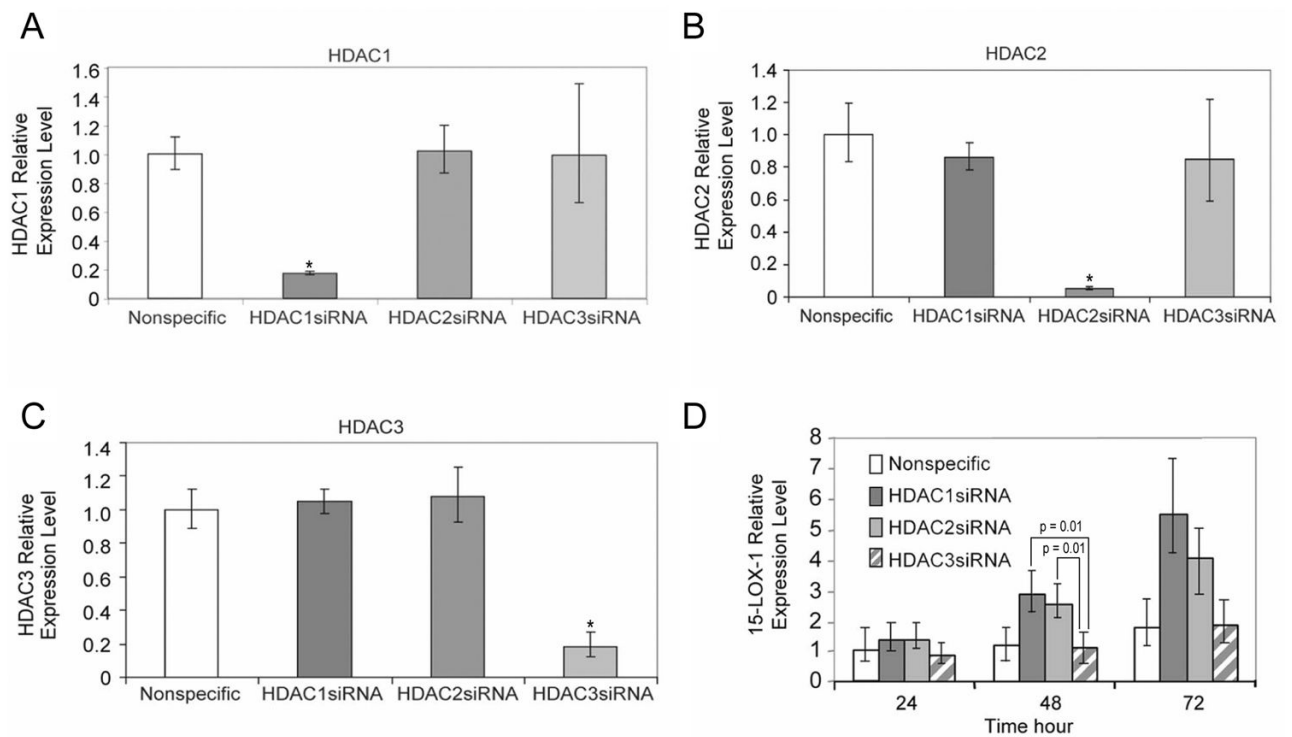 A
HDAC1
HDAC1 Relative
Expression Level
1.6
1.4
1.2
1.0
0.8
0.6
0.4
0.2
0
*
Nonspecific HDAC1siRNA HDAC2siRNA HDAC3siRNA
B
HDAC2
HDAC2 Relative
Expression Level
1.4
1.2
1.0
0.8
0.6
0.4
0.2
0
*
Nonspecific HDAC1siRNA HDAC2siRNA HDAC3siRNA
C
HDAC3
HDAC3 Relative
Expression Level
1.4
1.2
1.0
0.8
0.6
0.4
0.2
0
*
Nonspecific HDAC1siRNA HDAC2siRNA HDAC3siRNA
D
15-LOX-1 Relative
Expression Level
8
7
6
5
4
3
2
1
0
Nonspecific
HDAC1siRNA
HDAC2siRNA
HDAC3siRNA
p = 0.01
p = 0.01
24 48 72
Time hour